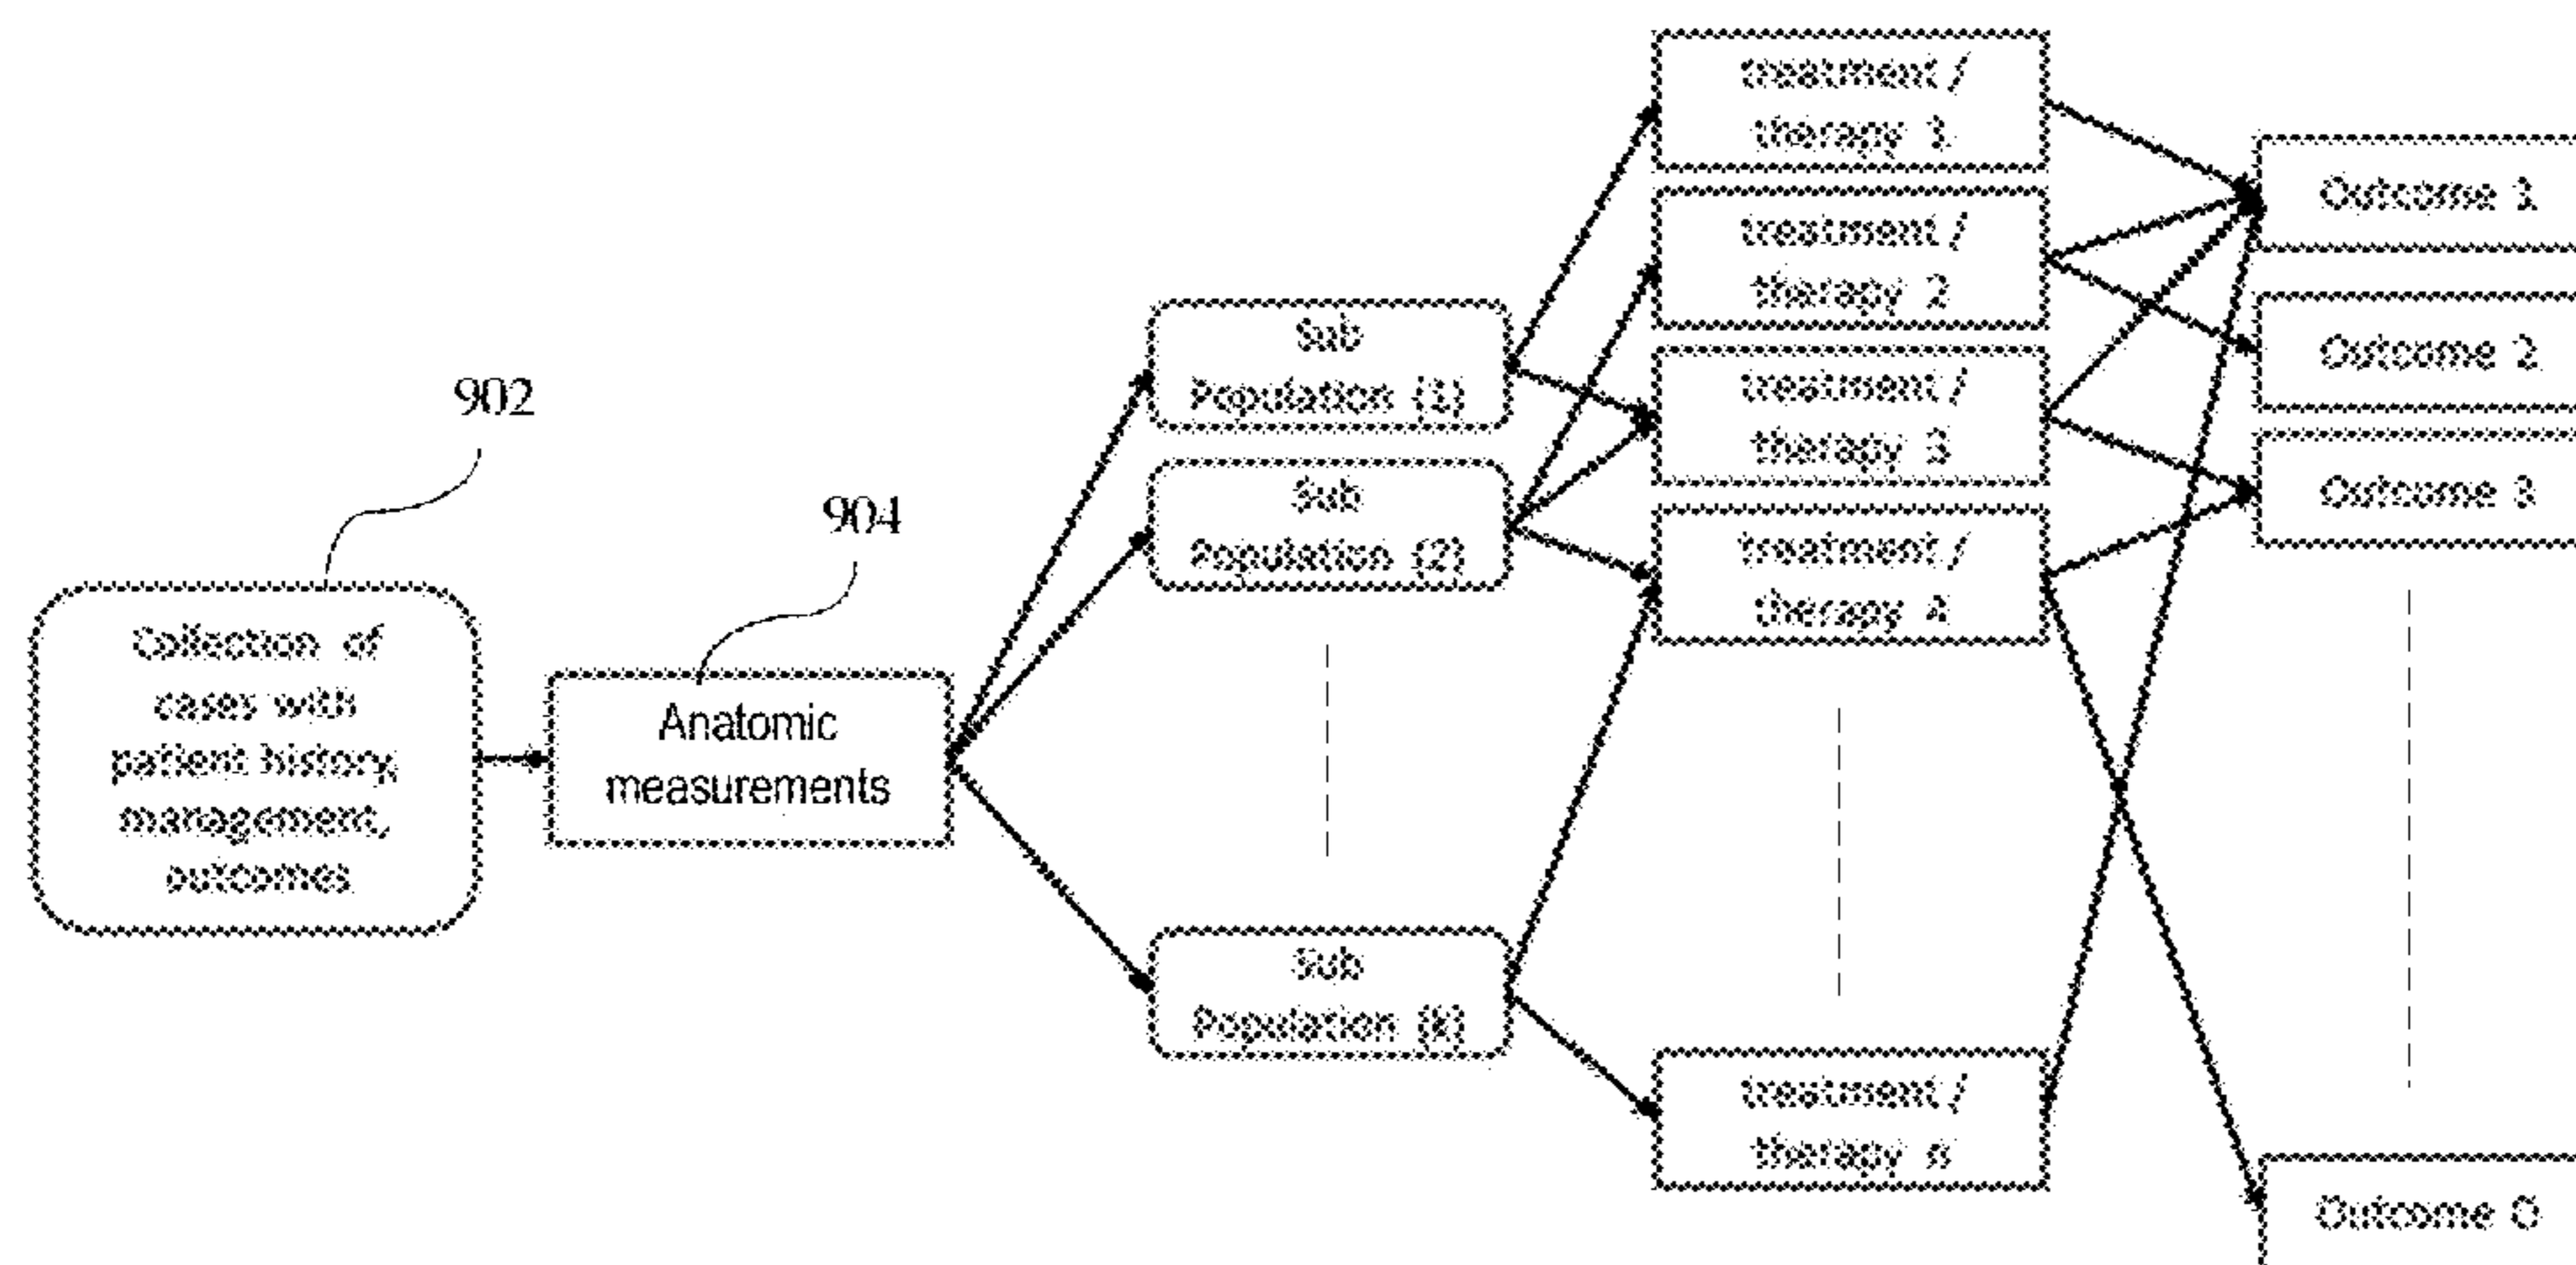 902
904
Collection of
cases with
patient history,
management,
outcomes
Anatomic
measurements
Sub
Population (1)
Sub
Population (2)
Sub
Population (k)
treatment /
therapy 1
treatment /
therapy 2
treatment /
therapy 3
treatment /
therapy 4
treatment /
therapy n
Outcome 1
Outcome 2
Outcome 3
Outcome O